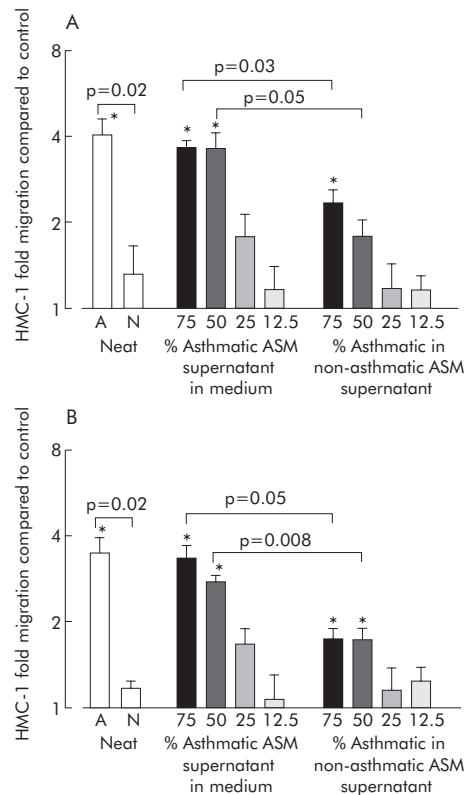 A
HMC-1 fold migration compared to control
8
4
2
1
p=0.02
*
p=0.03
p=0.05
*
*
*
A N 75 50 25 12.5 75 50 25 12.5
Neat % Asthmatic ASM % Asthmatic in
supernatant non-asthmatic ASM
in medium supernatant
B
HMC-1 fold migration compared to control
8
4
2
1
p=0.02
*
p=0.05
p=0.008
*
*
*
*
A N 75 50 25 12.5 75 50 25 12.5
Neat % Asthmatic ASM % Asthmatic in
supernatant non-asthmatic ASM
in medium supernatant